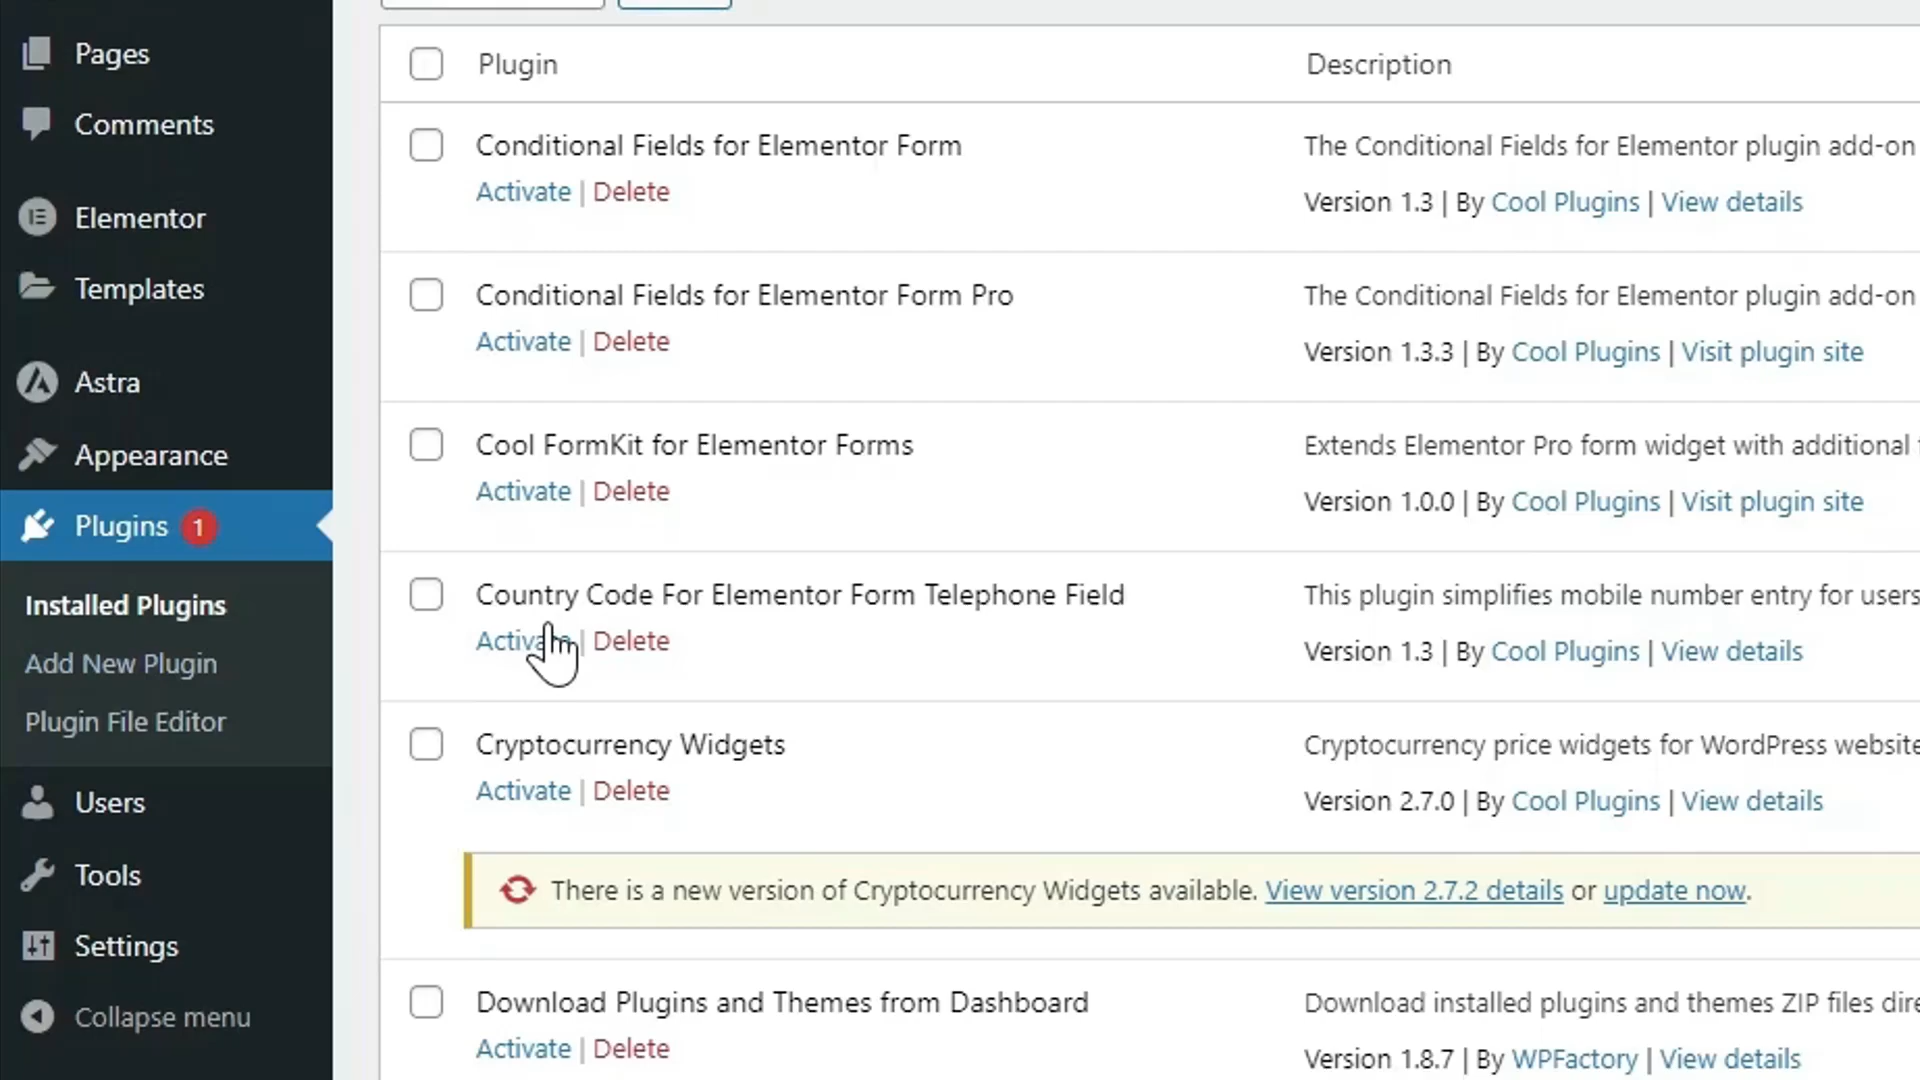 Pages
Comments
Elementor
Templates
Astra
Appearance
Plugins 1
Installed Plugins
Add New Plugin
Plugin File Editor
Users
Tools
Settings
Collapse menu
Plugin Description
Conditional Fields for Elementor Form The Conditional Fields for Elementor plugin add-on
Activate | Delete Version 1.3 | By Cool Plugins | View details
Conditional Fields for Elementor Form Pro The Conditional Fields for Elementor plugin add-on
Activate | Delete Version 1.3.3 | By Cool Plugins | Visit plugin site
Cool FormKit for Elementor Forms Extends Elementor Pro form widget with additional
Activate | Delete Version 1.0.0 | By Cool Plugins | Visit plugin site
Country Code For Elementor Form Telephone Field This plugin simplifies mobile number entry for users
Activate | Delete Version 1.3 | By Cool Plugins | View details
Cryptocurrency Widgets Cryptocurrency price widgets for WordPress website
Activate | Delete Version 2.7.0 | By Cool Plugins | View details
There is a new version of Cryptocurrency Widgets available. View version 2.7.2 details or update now.
Download Plugins and Themes from Dashboard Download installed plugins and themes ZIP files dire
Activate | Delete Version 1.8.7 | By WPFactory | View details